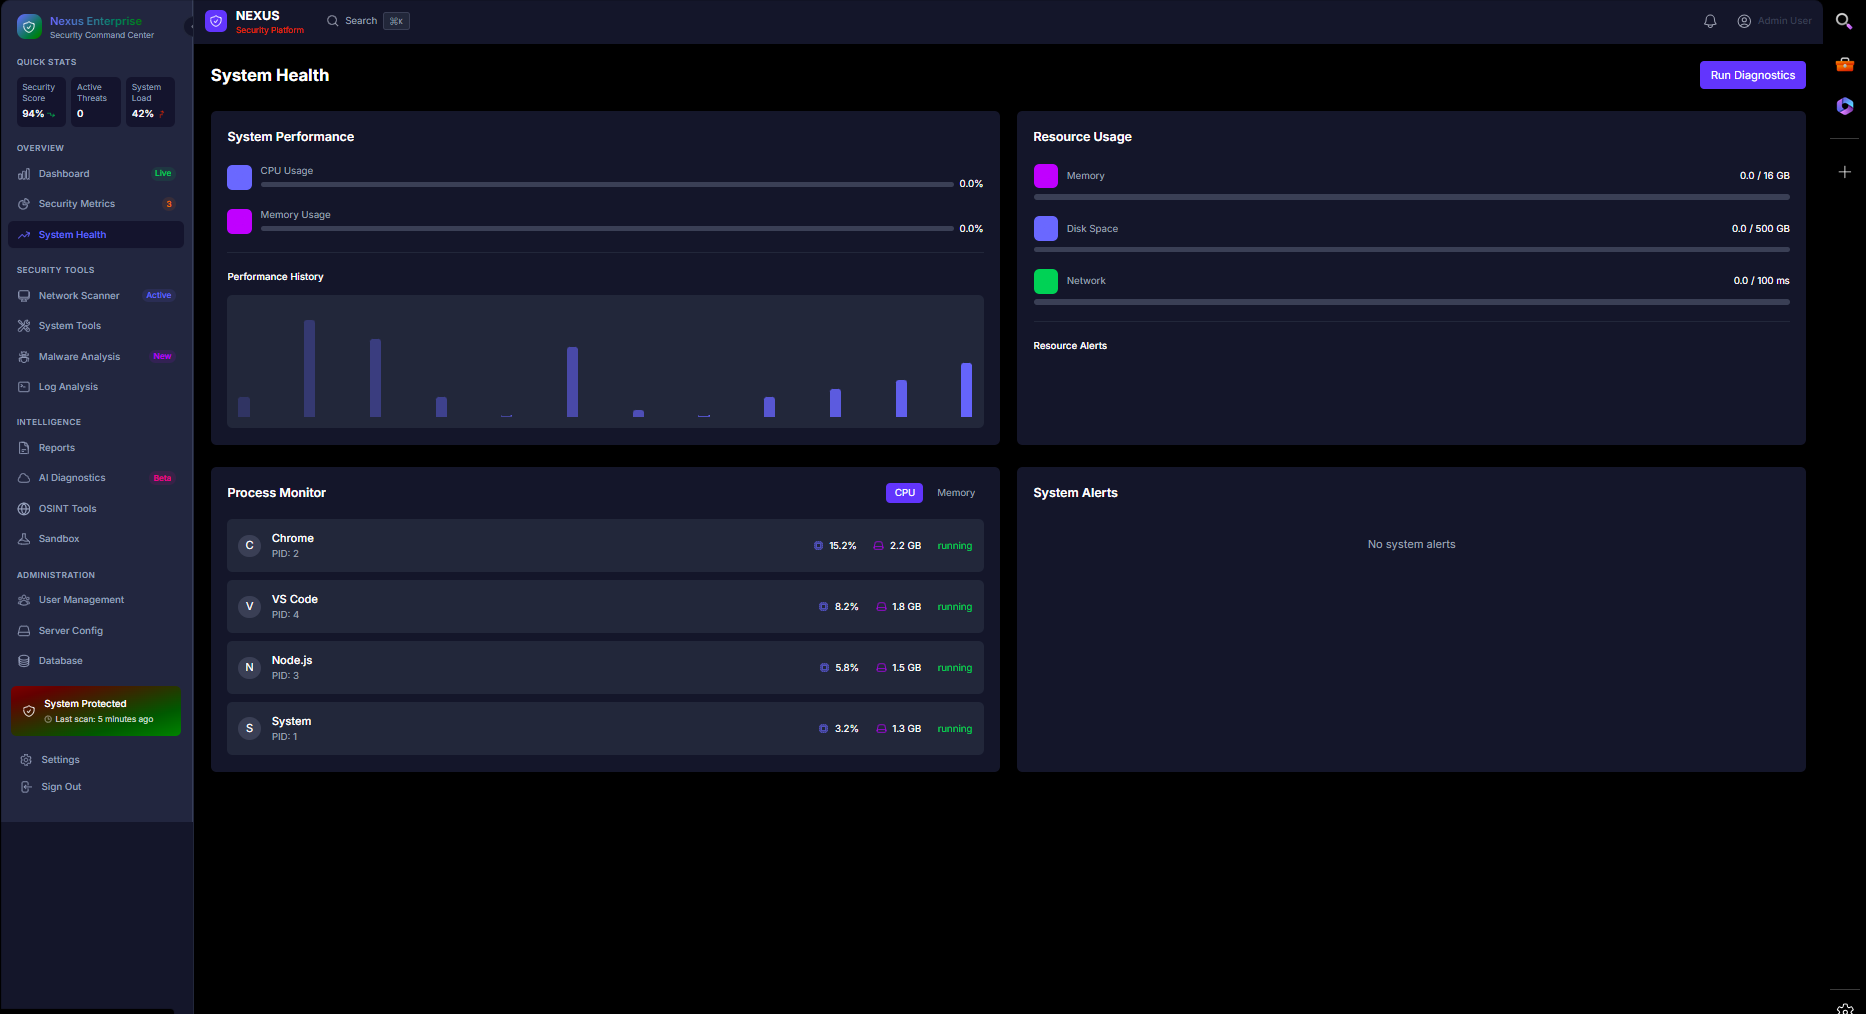 Nexus Enterprise
Security Command Center
QUICK STATS
Security Score
94%
Active Threats
0
System Load
42%
OVERVIEW
Dashboard Live
Security Metrics 3
System Health
SECURITY TOOLS
Network Scanner Active
System Tools
Malware Analysis New
Log Analysis
INTELLIGENCE
Reports
AI Diagnostics Beta
OSINT Tools
Sandbox
ADMINISTRATION
User Management
Server Config
Database
System Protected
Last scan: 5 minutes ago
Settings
Sign Out
NEXUS
Security Platform
Search ⌘K
Admin User
System Health
Run Diagnostics
System Performance
CPU Usage
0.0%
Memory Usage
0.0%
Performance History
Resource Usage
Memory 0.0 / 16 GB
Disk Space 0.0 / 500 GB
Network 0.0 / 100 ms
Resource Alerts
Process Monitor
CPU Memory
C
Chrome
PID: 2
15.2% 2.2 GB running
V
VS Code
PID: 4
8.2% 1.8 GB running
N
Node.js
PID: 3
5.8% 1.5 GB running
S
System
PID: 1
3.2% 1.3 GB running
System Alerts
No system alerts